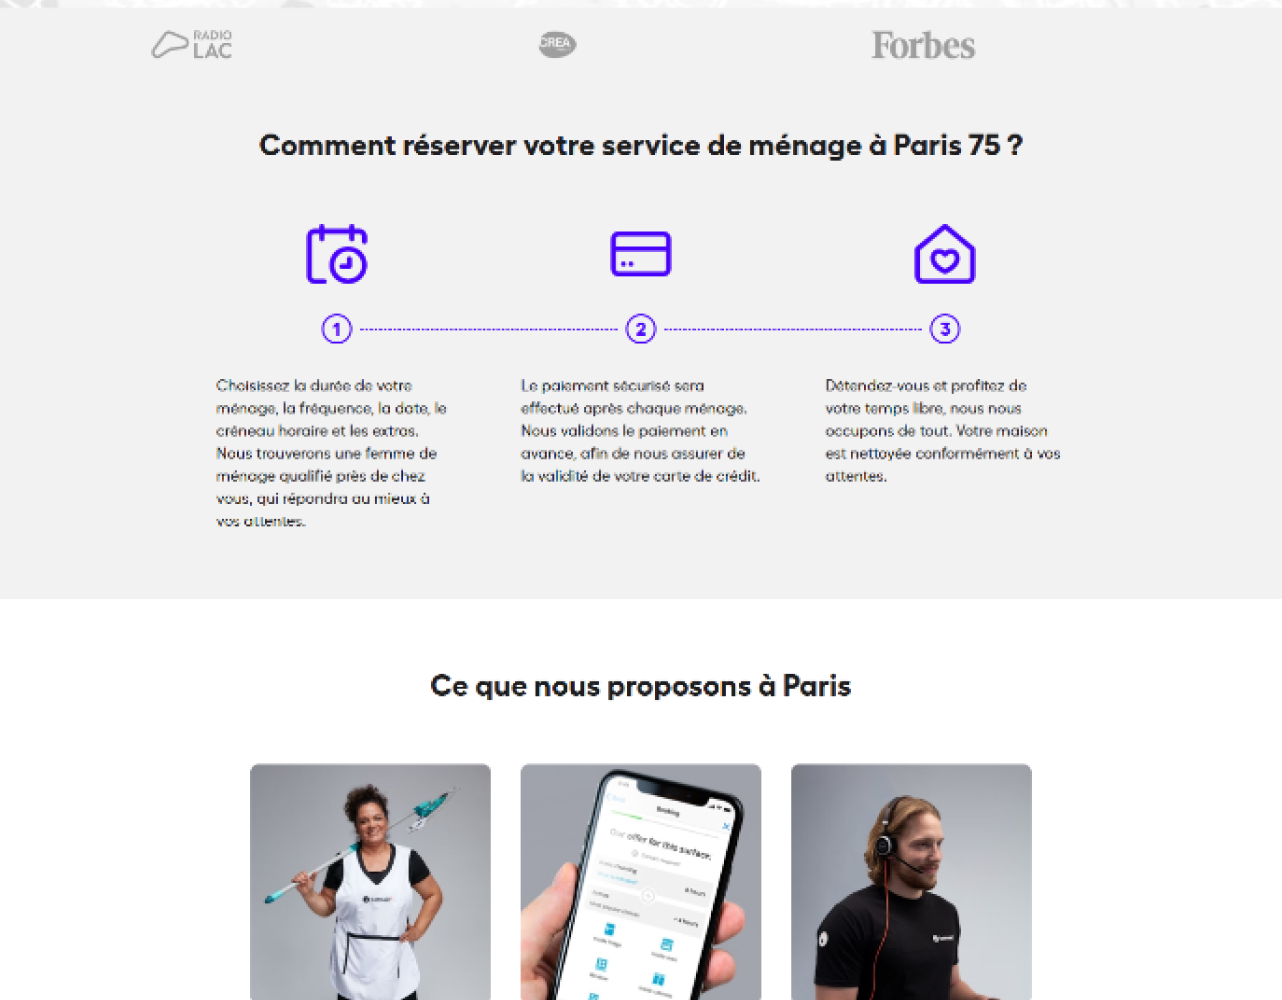 RADIO
LAC
CREA
Forbes
Comment réserver votre service de ménage à Paris 75 ?
1
2
3
Choisissez la durée de votre
ménage, la fréquence, la date, le
créneau horaire et les extras.
Nous trouverons une femme de
ménage qualifié près de chez
vous, qui répondra au mieux à
vos attentes.
Le paiement sécurisé sera
effectué après chaque ménage.
Nous validons le paiement en
avance, afin de nous assurer de
la validité de votre carte de crédit.
Détendez-vous et profitez de
votre temps libre, nous nous
occupons de tout. Votre maison
est nettoyée conformément à vos
attentes.
Ce que nous proposons à Paris
Booking
Our offer for this surface: